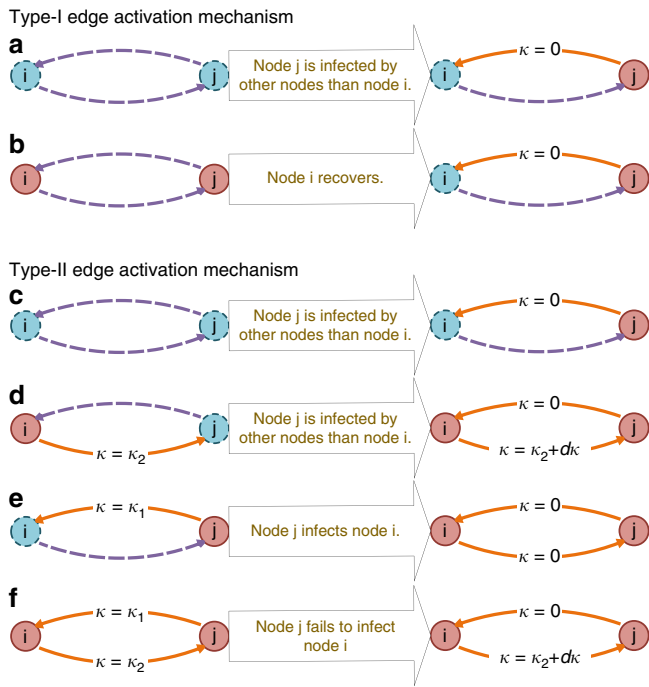 Type-I edge activation mechanism
a
i j Node j is infected by other nodes than node i. i κ = 0 j
b
i j Node i recovers. i κ = 0 j
Type-II edge activation mechanism
c
i j Node j is infected by other nodes than node i. i κ = 0 j
d
i κ = κ₂ j Node j is infected by other nodes than node i. i κ = 0 κ = κ₂+dκ j
e
i κ = κ₁ j Node j infects node i. i κ = 0 κ = 0 j
f
i κ = κ₁ κ = κ₂ j Node j fails to infect node i i κ = 0 κ = κ₂+dκ j